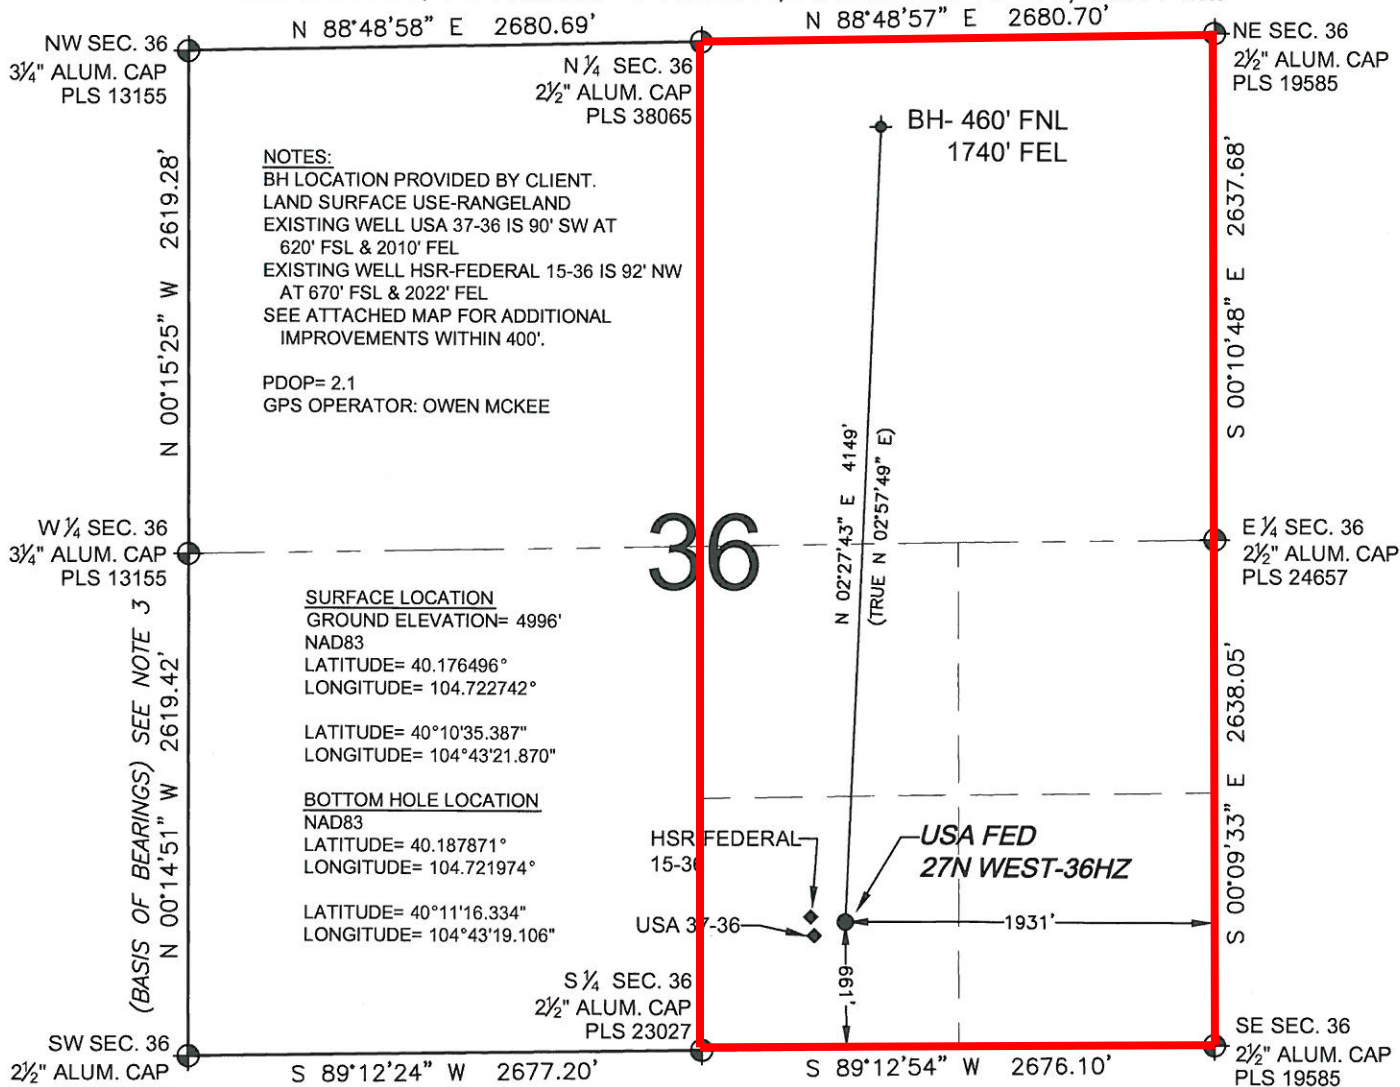 N 88°48'58" E 2680.69'
N 88°48'57" E 2680.70'
NW SEC. 36
3¼" ALUM. CAP
PLS 13155
N ¼ SEC. 36
2½" ALUM. CAP
PLS 38065
NE SEC. 36
2½" ALUM. CAP
PLS 19585
BH- 460' FNL
1740' FEL
NOTES:
BH LOCATION PROVIDED BY CLIENT.
LAND SURFACE USE-RANGELAND
EXISTING WELL USA 37-36 IS 90' SW AT
620' FSL & 2010' FEL
EXISTING WELL HSR-FEDERAL 15-36 IS 92' NW
AT 670' FSL & 2022' FEL
SEE ATTACHED MAP FOR ADDITIONAL
IMPROVEMENTS WITHIN 400'.
PDOP= 2.1
GPS OPERATOR: OWEN MCKEE
N 00°15'25" W 2619.28'
S 00°10'48" E 2637.68'
N 02°27'43" E 4149'
(TRUE N 02°57'49" E)
W ¼ SEC. 36
3¼" ALUM. CAP
PLS 13155
36
E ¼ SEC. 36
2½" ALUM. CAP
PLS 24657
SURFACE LOCATION
GROUND ELEVATION= 4996'
NAD83
LATITUDE= 40.176496°
LONGITUDE= 104.722742°
LATITUDE= 40°10'35.387"
LONGITUDE= 104°43'21.870"
BOTTOM HOLE LOCATION
NAD83
LATITUDE= 40.187871°
LONGITUDE= 104.721974°
LATITUDE= 40°11'16.334"
LONGITUDE= 104°43'19.106"
(BASIS OF BEARINGS) SEE NOTE 3
N 00°14'51" W 2619.42'
S 00°09'33" E 2638.05'
HSR-FEDERAL
15-36
USA 37-36
USA FED
27N WEST-36HZ
1931'
661'
S ¼ SEC. 36
2½" ALUM. CAP
PLS 23027
SW SEC. 36
2½" ALUM. CAP
SE SEC. 36
2½" ALUM. CAP
PLS 19585
S 89°12'24" W 2677.20'
S 89°12'54" W 2676.10'